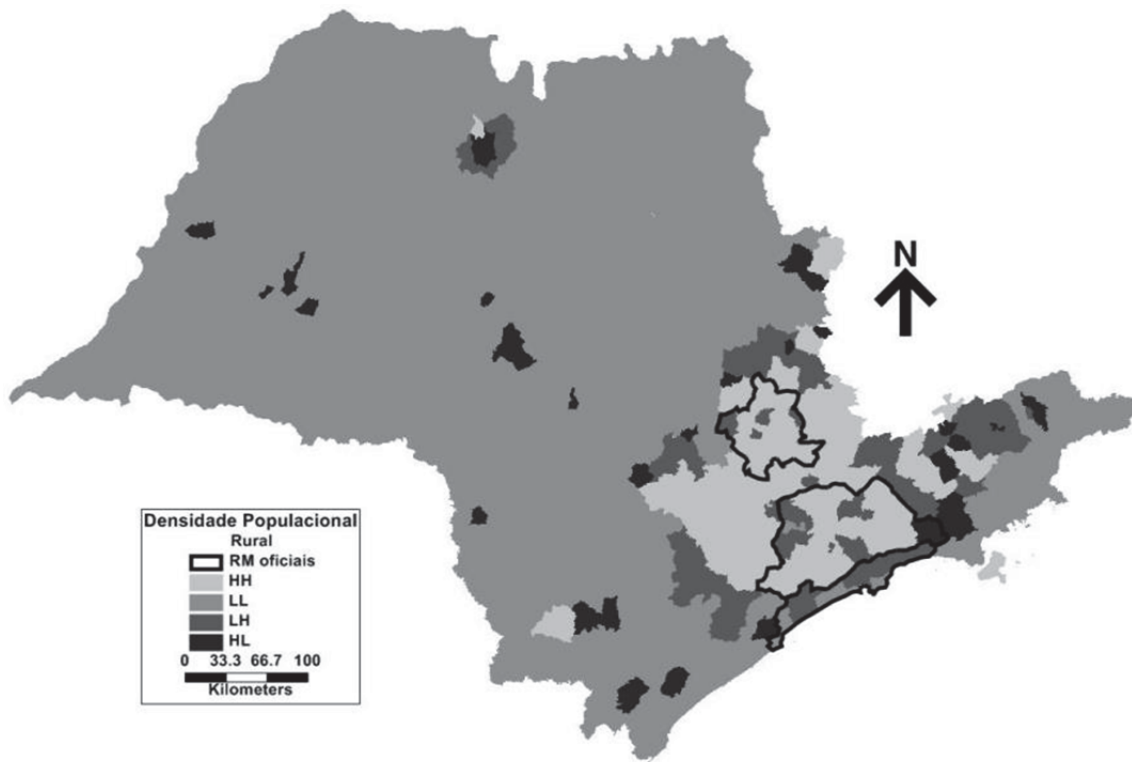 N
Densidade Populacional
Rural
RM oficiais
HH
LL
LH
HL
0 33.3 66.7 100
Kilometers